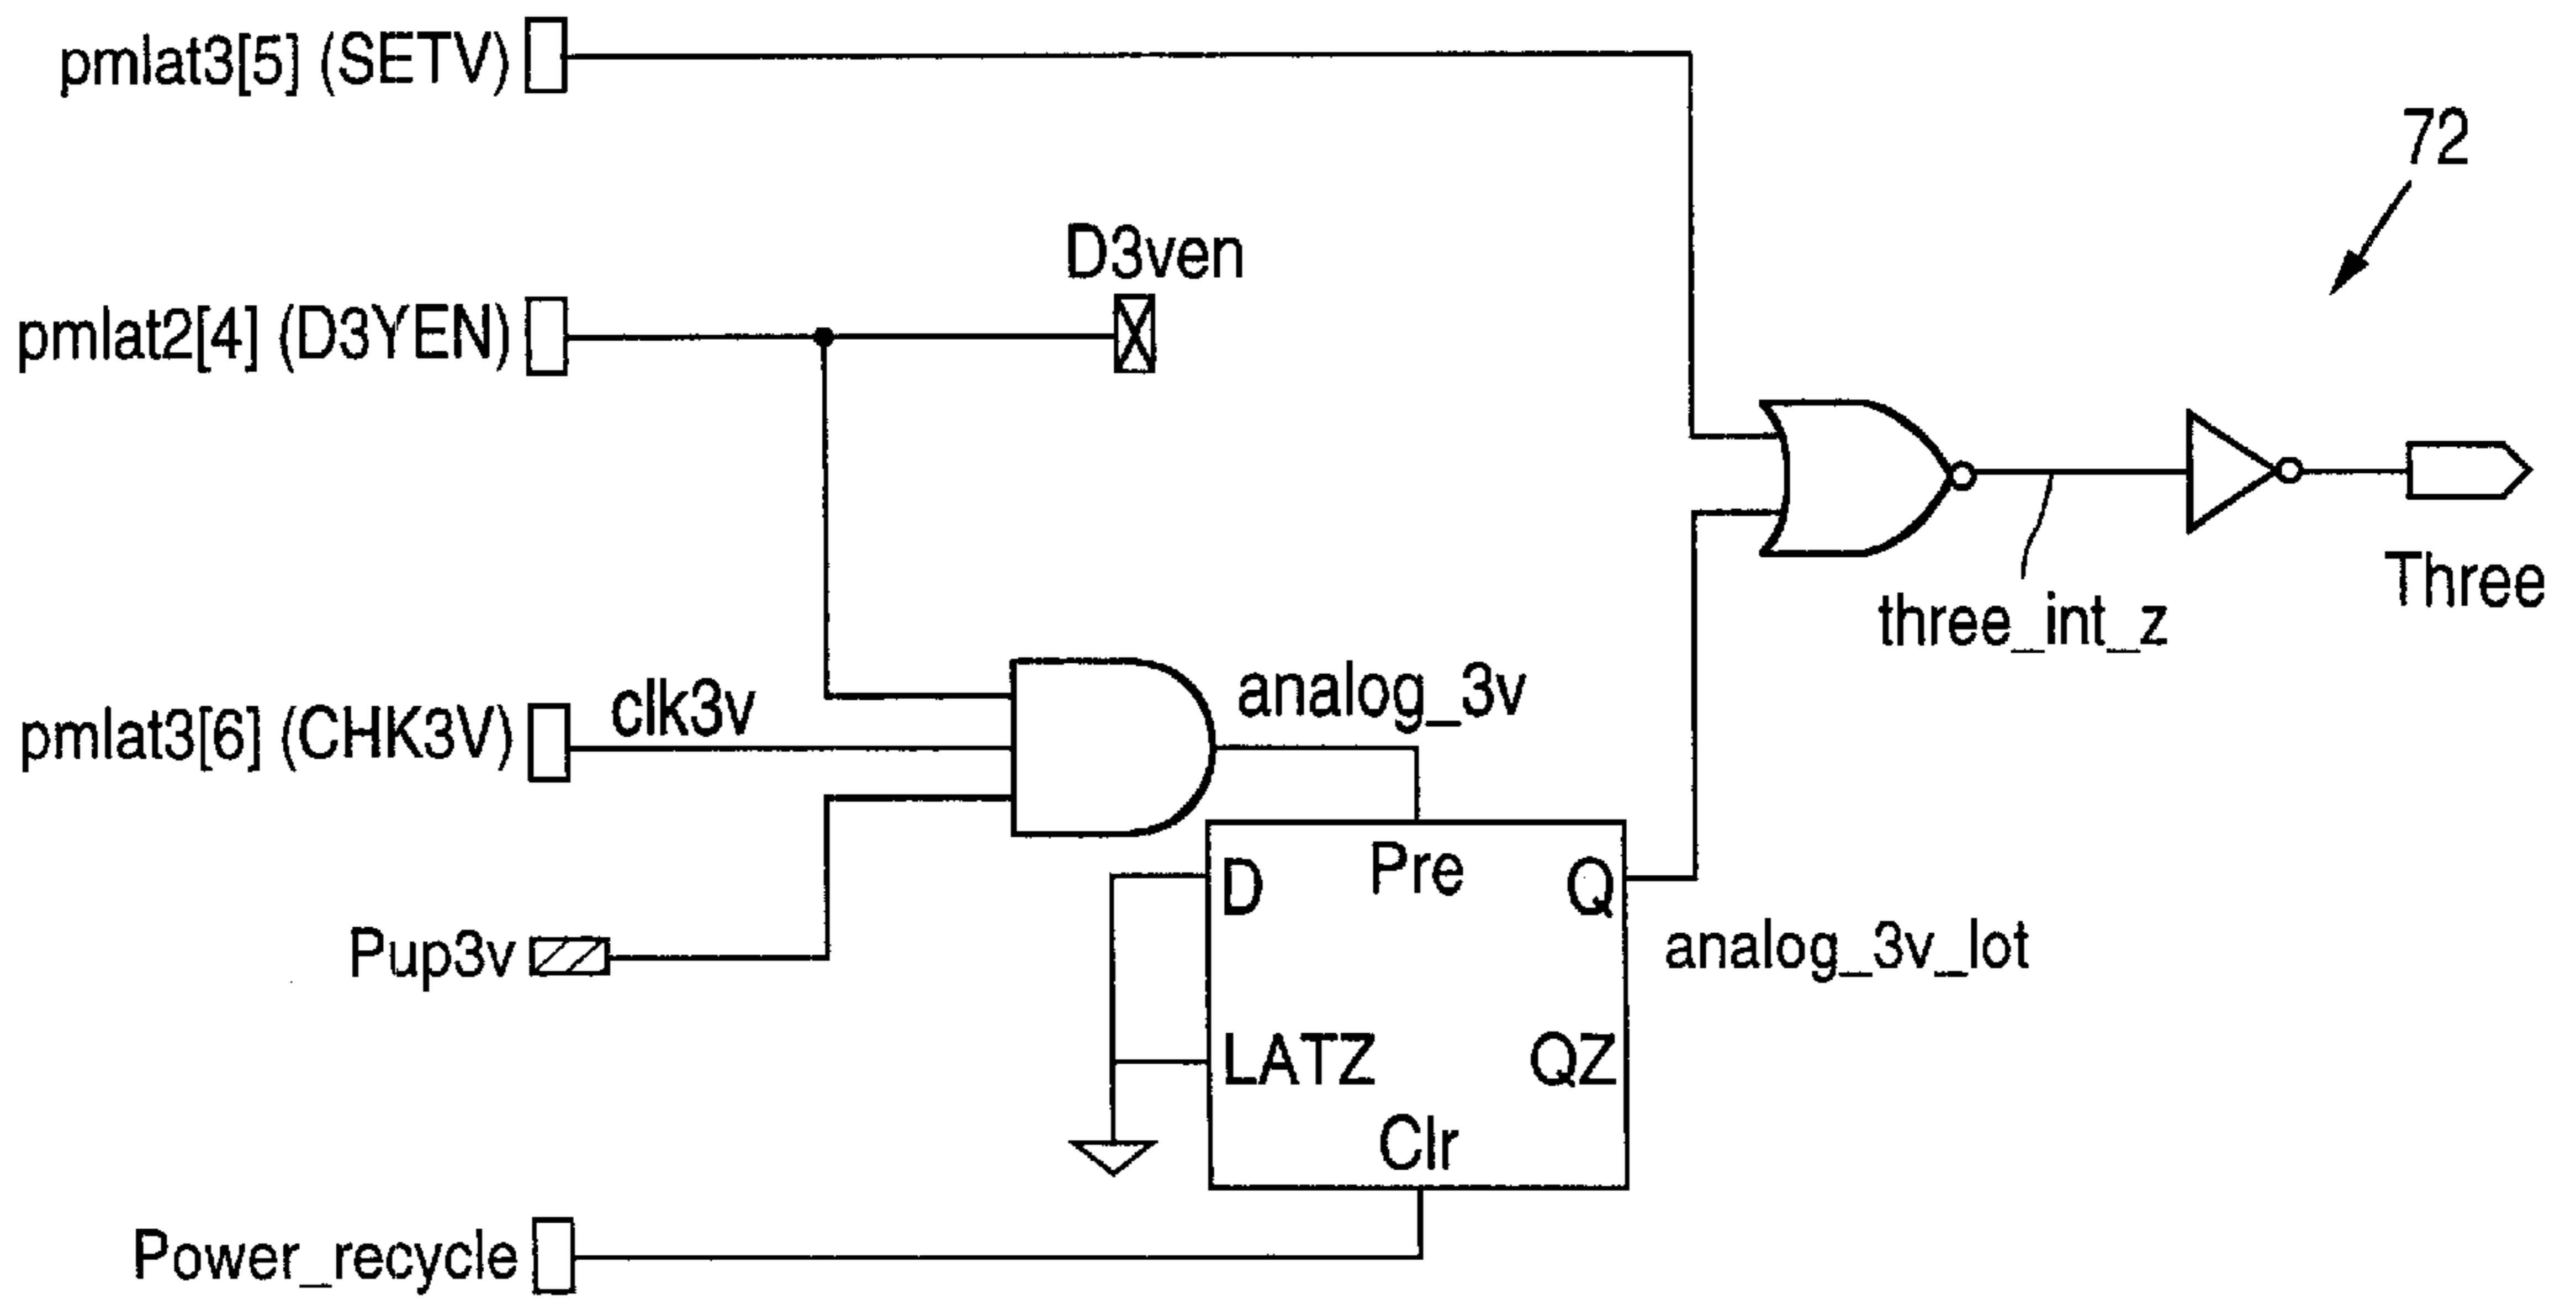 pmlat3[5] (SETV)
72
D3ven
pmlat2[4] (D3YEN)
three_int_z
Three
pmlat3[6] (CHK3V)
clk3v
analog_3v
D
Pre
Q
Pup3v
analog_3v_lot
LATZ
QZ
Clr
Power_recycle